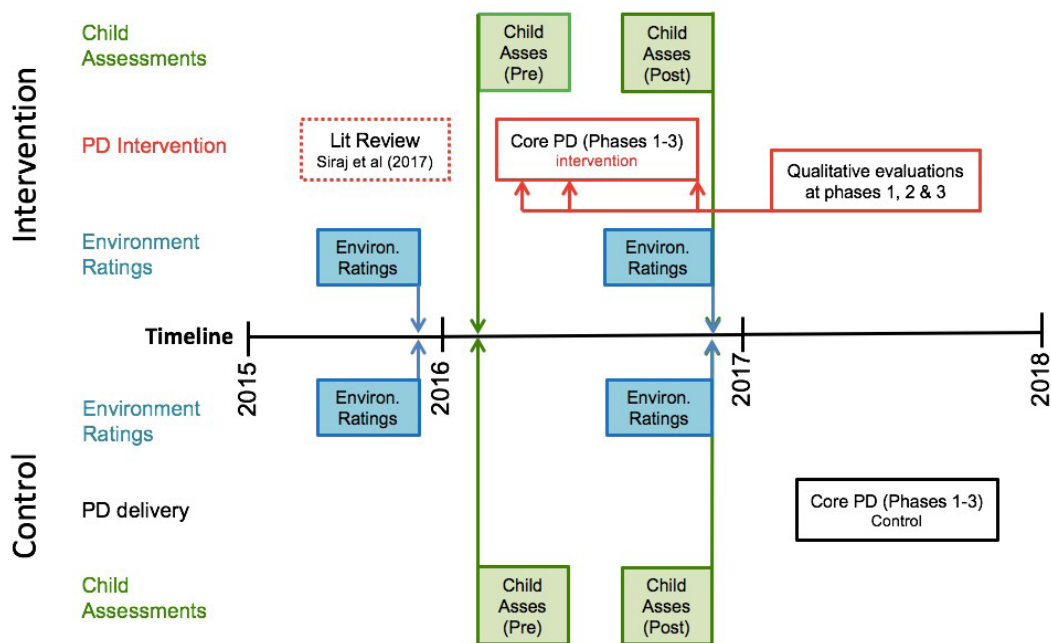 Intervention
Child
Assessments
Child
Asses
(Pre)
Child
Asses
(Post)
PD Intervention
Lit Review
Siraj et al (2017)
Core PD (Phases 1-3)
intervention
Qualitative evaluations
at phases 1, 2 & 3
Environment
Ratings
Environ.
Ratings
Environ.
Ratings
Timeline
2015
2016
2017
2018
Control
Environment
Ratings
Environ.
Ratings
Environ.
Ratings
PD delivery
Core PD (Phases 1-3)
Control
Child
Assessments
Child
Asses
(Pre)
Child
Asses
(Post)